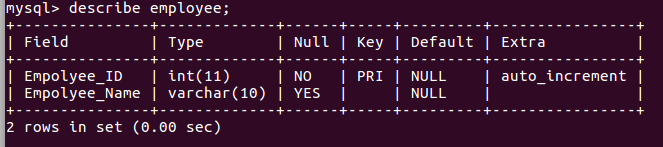 mysql> describe employee;
+---------------+-------------+------+-----+---------+----------------+
| Field         | Type        | Null | Key | Default | Extra          |
+---------------+-------------+------+-----+---------+----------------+
| Empolyee_ID   | int(11)     | NO   | PRI | NULL    | auto_increment |
| Empolyee_Name | varchar(10) | YES  |     | NULL    |                |
+---------------+-------------+------+-----+---------+----------------+
2 rows in set (0.00 sec)